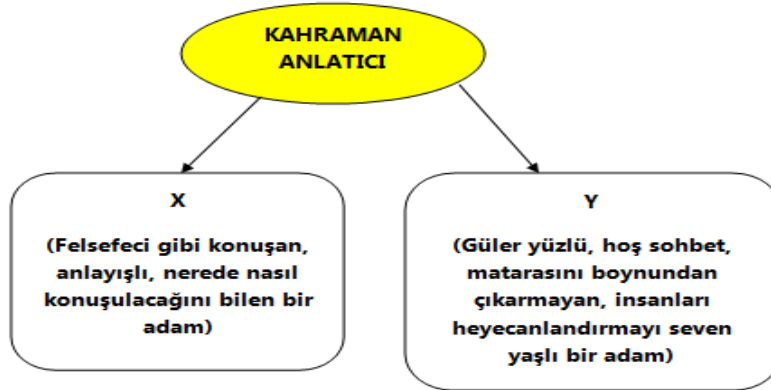 KAHRAMAN
ANLATICI
X
(Felsefeci gibi konuşan,
anlayışlı, nerede nasıl
konuşulacağını bilen bir
adam)
Y
(Güler yüzlü, hoş sohbet,
matarasını boynundan
çıkarmayan, insanları
heyecanlandırmayı seven
yaşlı bir adam)